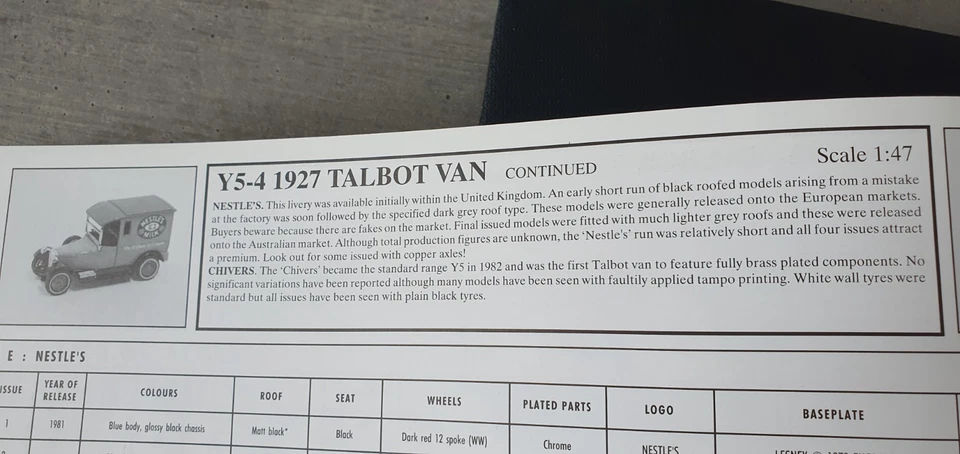 NESTLE'S
MILK
Y5-4 1927 TALBOT VAN CONTINUED Scale 1:47
NESTLE'S. This livery was available initially within the United Kingdom. An early short run of black roofed models arising from a mistake
at the factory was soon followed by the specified dark grey roof type. These models were generally released onto the European markets.
Buyers beware because there are fakes on the market. Final issued models were fitted with much lighter grey roofs and these were released
onto the Australian market. Although total production figures are unknown, the 'Nestle's' run was relatively short and all four issues attract
a premium. Look out for some issued with copper axles!
CHIVERS. The 'Chivers' became the standard range Y5 in 1982 and was the first Talbot van to feature fully brass plated components. No
significant variations have been reported although many models have been seen with faultily applied tampo printing. White wall tyres were
standard but all issues have been seen with plain black tyres.
E : NESTLE'S
ISSUE YEAR OF RELEASE COLOURS ROOF SEAT WHEELS PLATED PARTS LOGO BASEPLATE
1 1981 Blue body, glossy black chassis Matt black* Black Dark red 12 spoke (WW) Chrome NESTLE'S